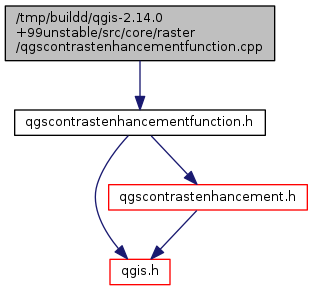 /tmp/buildd/qgis-2.14.0
+99unstable/src/core/raster
/qgscontrastenhancementfunction.cpp
qgscontrastenhancementfunction.h
qgscontrastenhancement.h
qgis.h